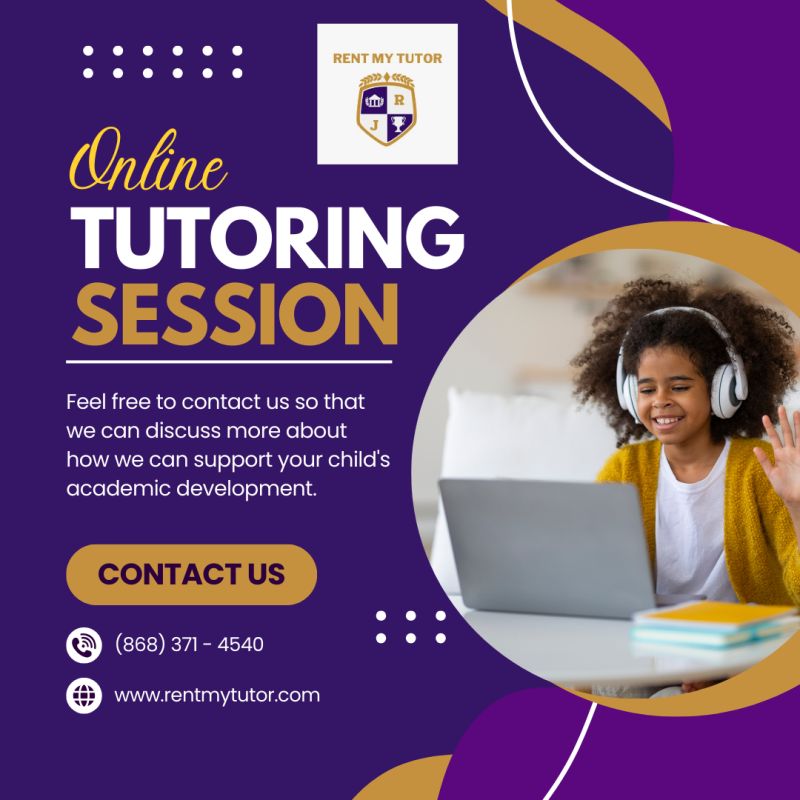 RENT MY TUTOR
R
J
Online
TUTORING
SESSION
Feel free to contact us so that
we can discuss more about
how we can support your child's
academic development.
CONTACT US
(868) 371 - 4540
www.rentmytutor.com